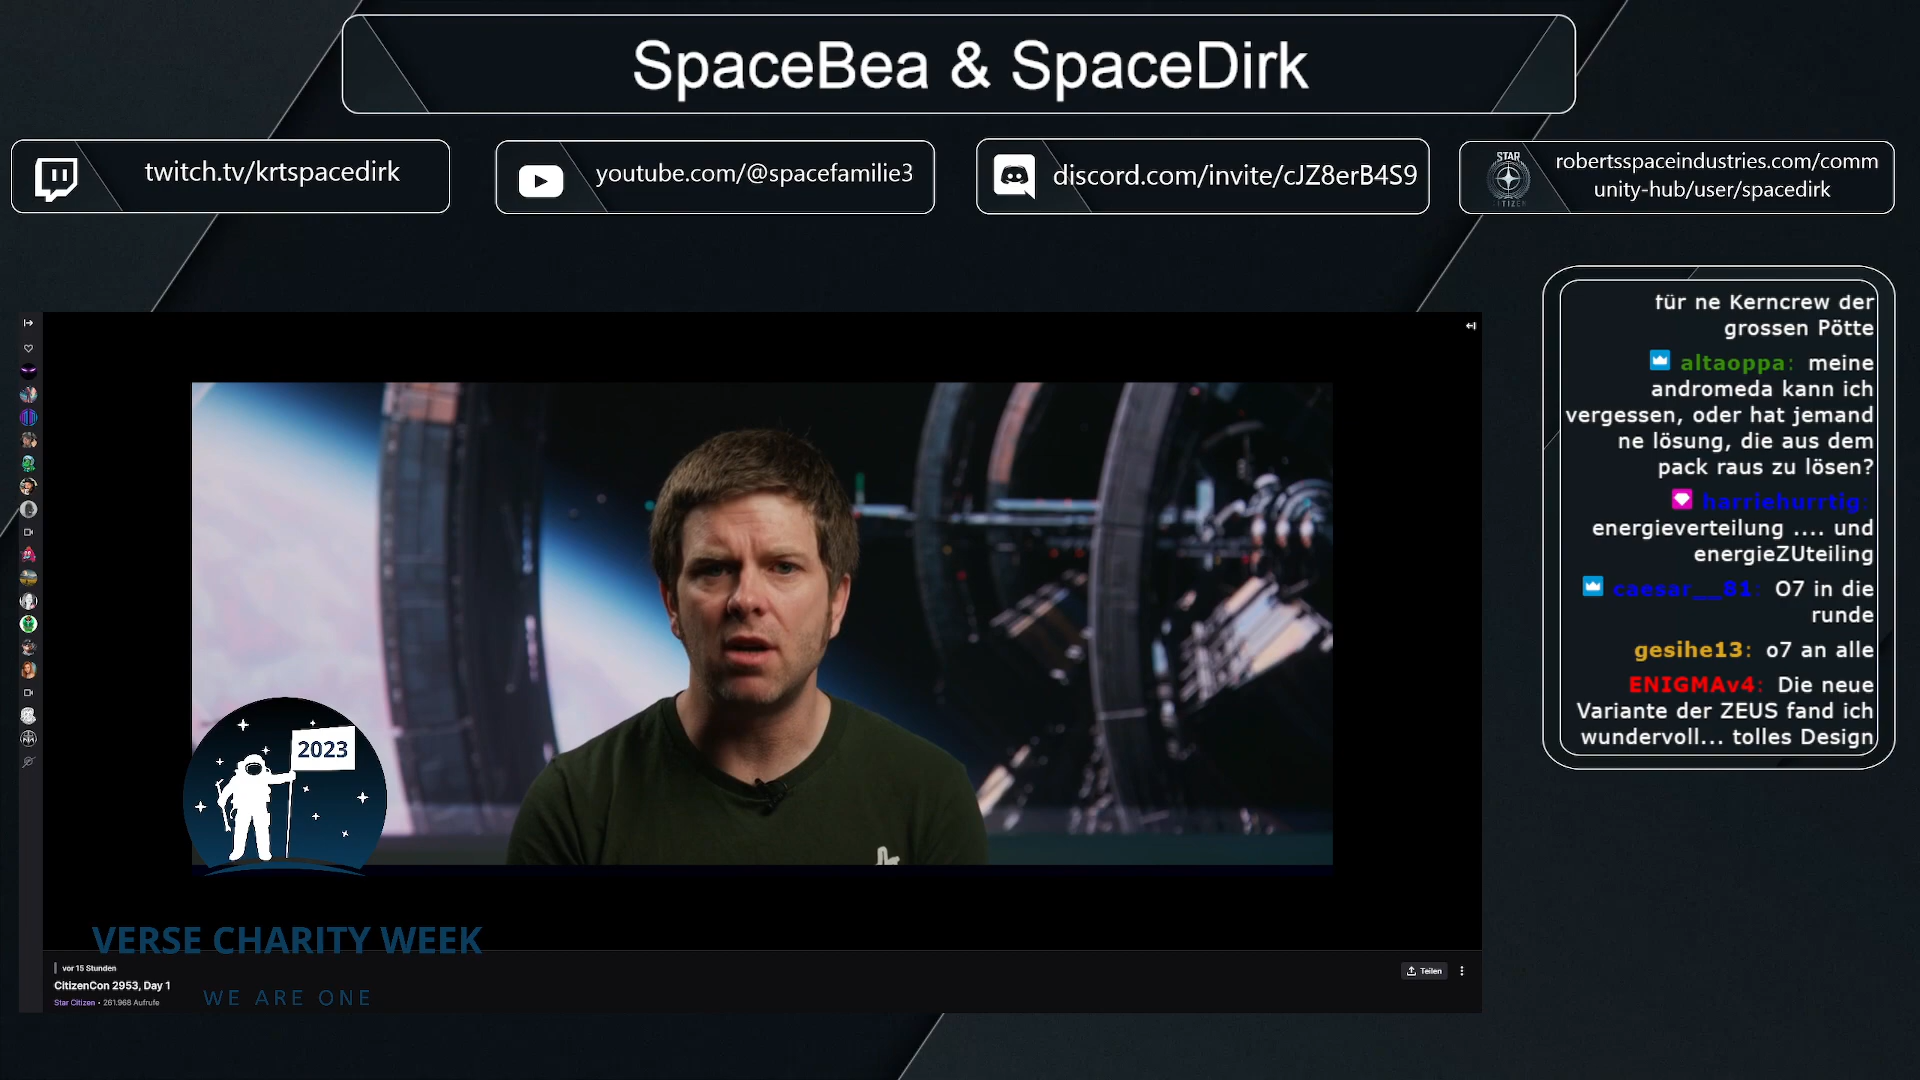 SpaceBea & SpaceDirk
twitch.tv/krtspacedirk
youtube.com/@spacefamilie3
discord.com/invite/cJZ8erB4S9
STAR
CITIZEN
robertsspaceindustries.com/comm
unity-hub/user/spacedirk
für ne Kerncrew der
grossen Pötte
altaoppa: meine
andromeda kann ich
vergessen, oder hat jemand
ne lösung, die aus dem
pack raus zu lösen?
harriehurrtig:
energieverteilung .... und
energieZUteiling
caesar__81: O7 in die
runde
gesihe13: o7 an alle
ENIGMAv4: Die neue
Variante der ZEUS fand ich
wundervoll... tolles Design
2023
VERSE CHARITY WEEK
WE ARE ONE
vor 15 Stunden
CitizenCon 2953, Day 1
Star Citizen • 261.968 Aufrufe
Teilen